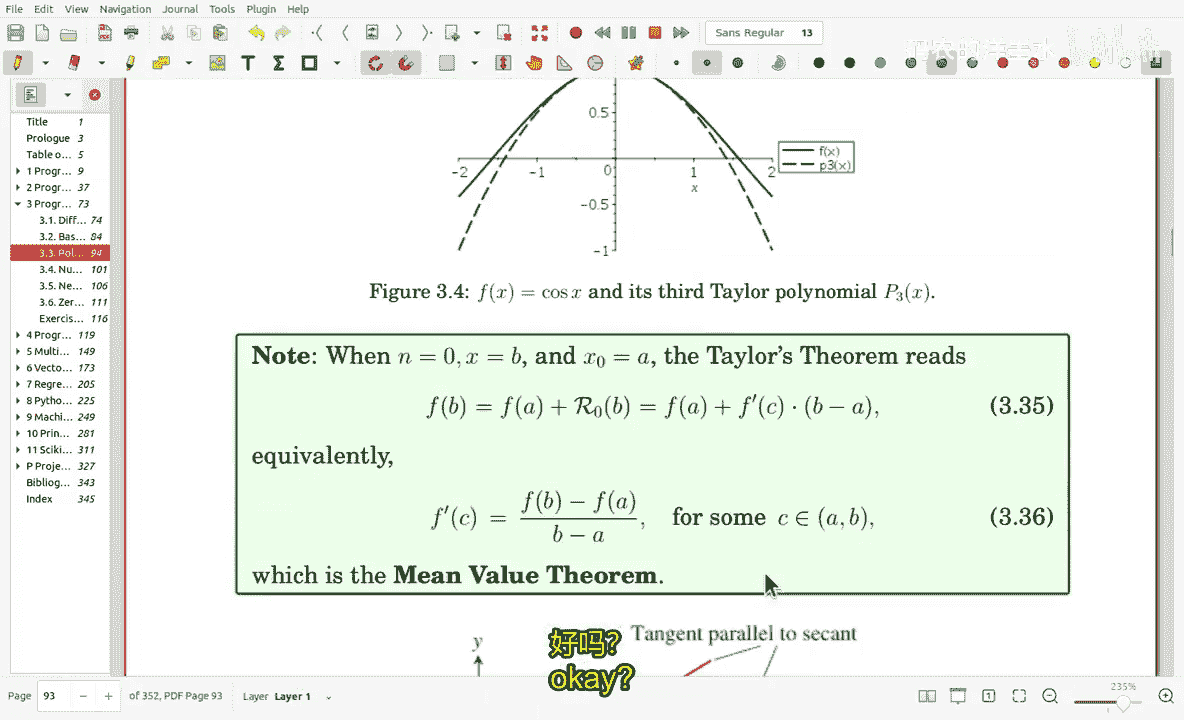 File Edit View Navigation Journal Tools Plugin Help
Sans Regular 13
Title 1
Prologue 3
Table o... 5
1 Progr... 9
2 Progr... 37
3 Progr... 73
3.1. Diff... 74
3.2. Bas... 84
3.3. Pol... 94
3.4. Nu... 101
3.5. Ne... 106
3.6. Zer... 111
Exercis... 116
4 Progr... 119
5 Multi... 149
6 Vecto... 173
7 Regre... 205
8 Pytho... 225
9 Machi... 249
10 Prin... 281
11 Sciki... 311
P Proje... 327
Bibliog... 343
Index 345
0.5
-2 -1 0 1 2
x
-0.5
-1
f(x)
p3(x)
Figure 3.4: f(x) = cos x and its third Taylor polynomial P₃(x).
Note: When n = 0, x = b, and x₀ = a, the Taylor's Theorem reads
f(b) = f(a) + ℛ₀(b) = f(a) + f′(c) · (b − a), (3.35)
equivalently,
f′(c) = f(b) − f(a) / b − a, for some c ∈ (a, b), (3.36)
which is the Mean Value Theorem.
y
Tangent parallel to secant
好吗?
okay?
Page 93 of 352, PDF Page 93 Layer Layer 1
235%